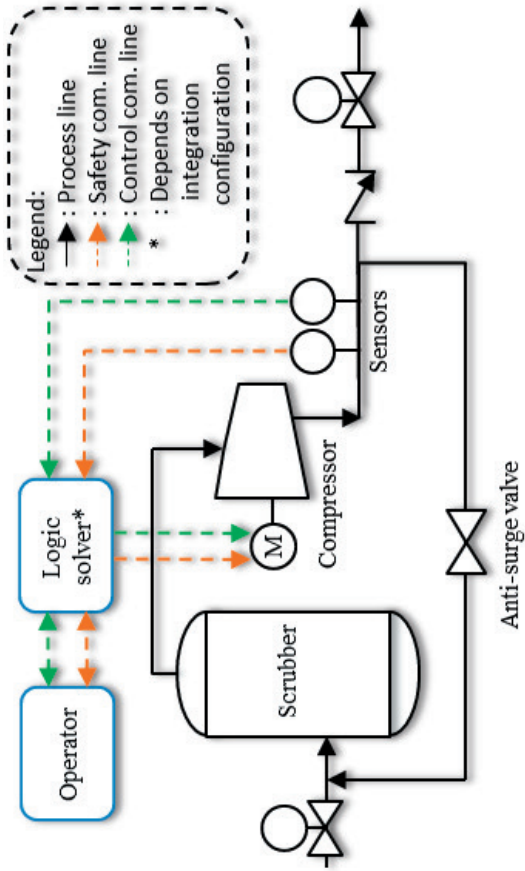 Operator
Logic
solver*
Legend:
: Process line
: Safety com. line
: Control com. line
* : Depends on
integration
configuration
Scrubber
M
Compressor
Sensors
Anti-surge valve